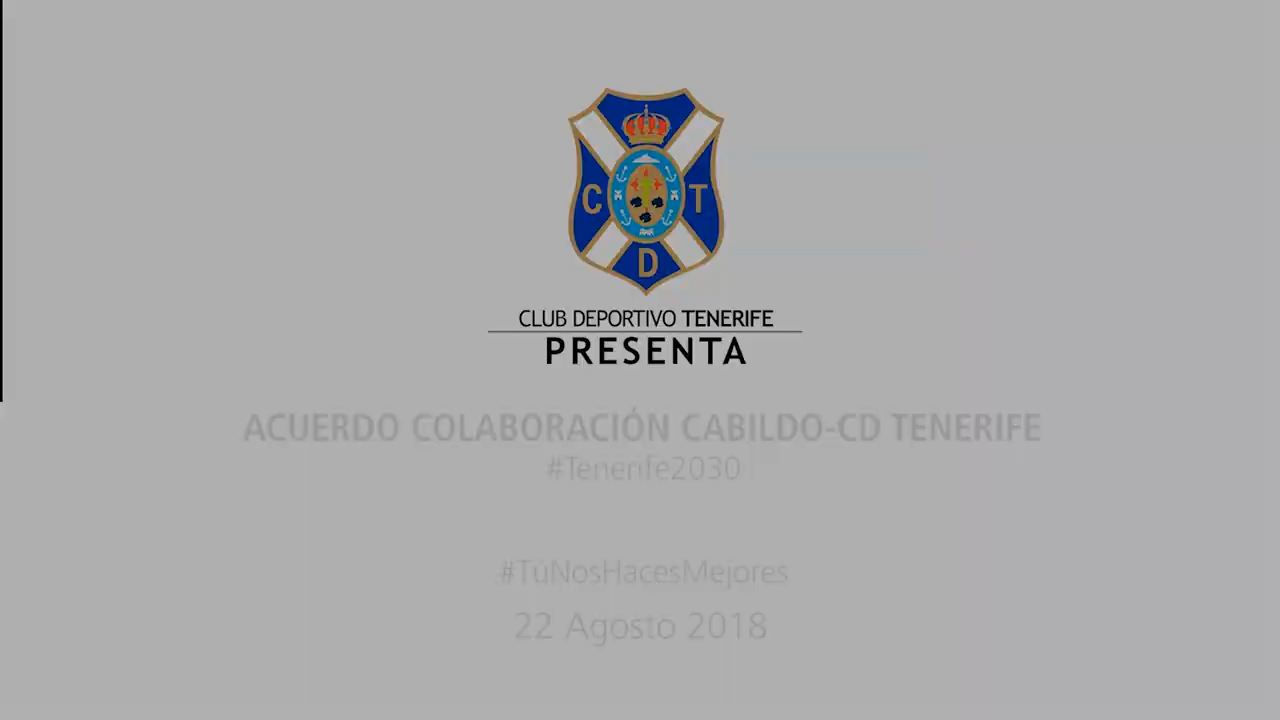 C T
D
CLUB DEPORTIVO TENERIFE
PRESENTA
ACUERDO COLABORACIÓN CABILDO-CD TENERIFE
#Tenerife2030
#TúNosHacesMejores
22 Agosto 2018